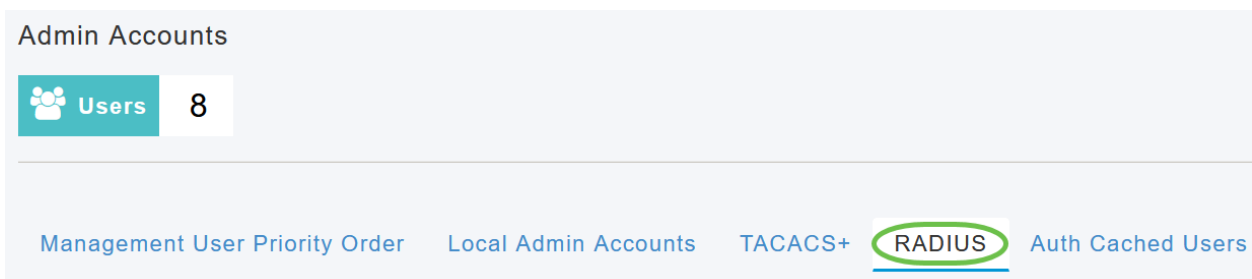 Admin Accounts
Users 8
Management User Priority Order Local Admin Accounts TACACS+ RADIUS Auth Cached Users